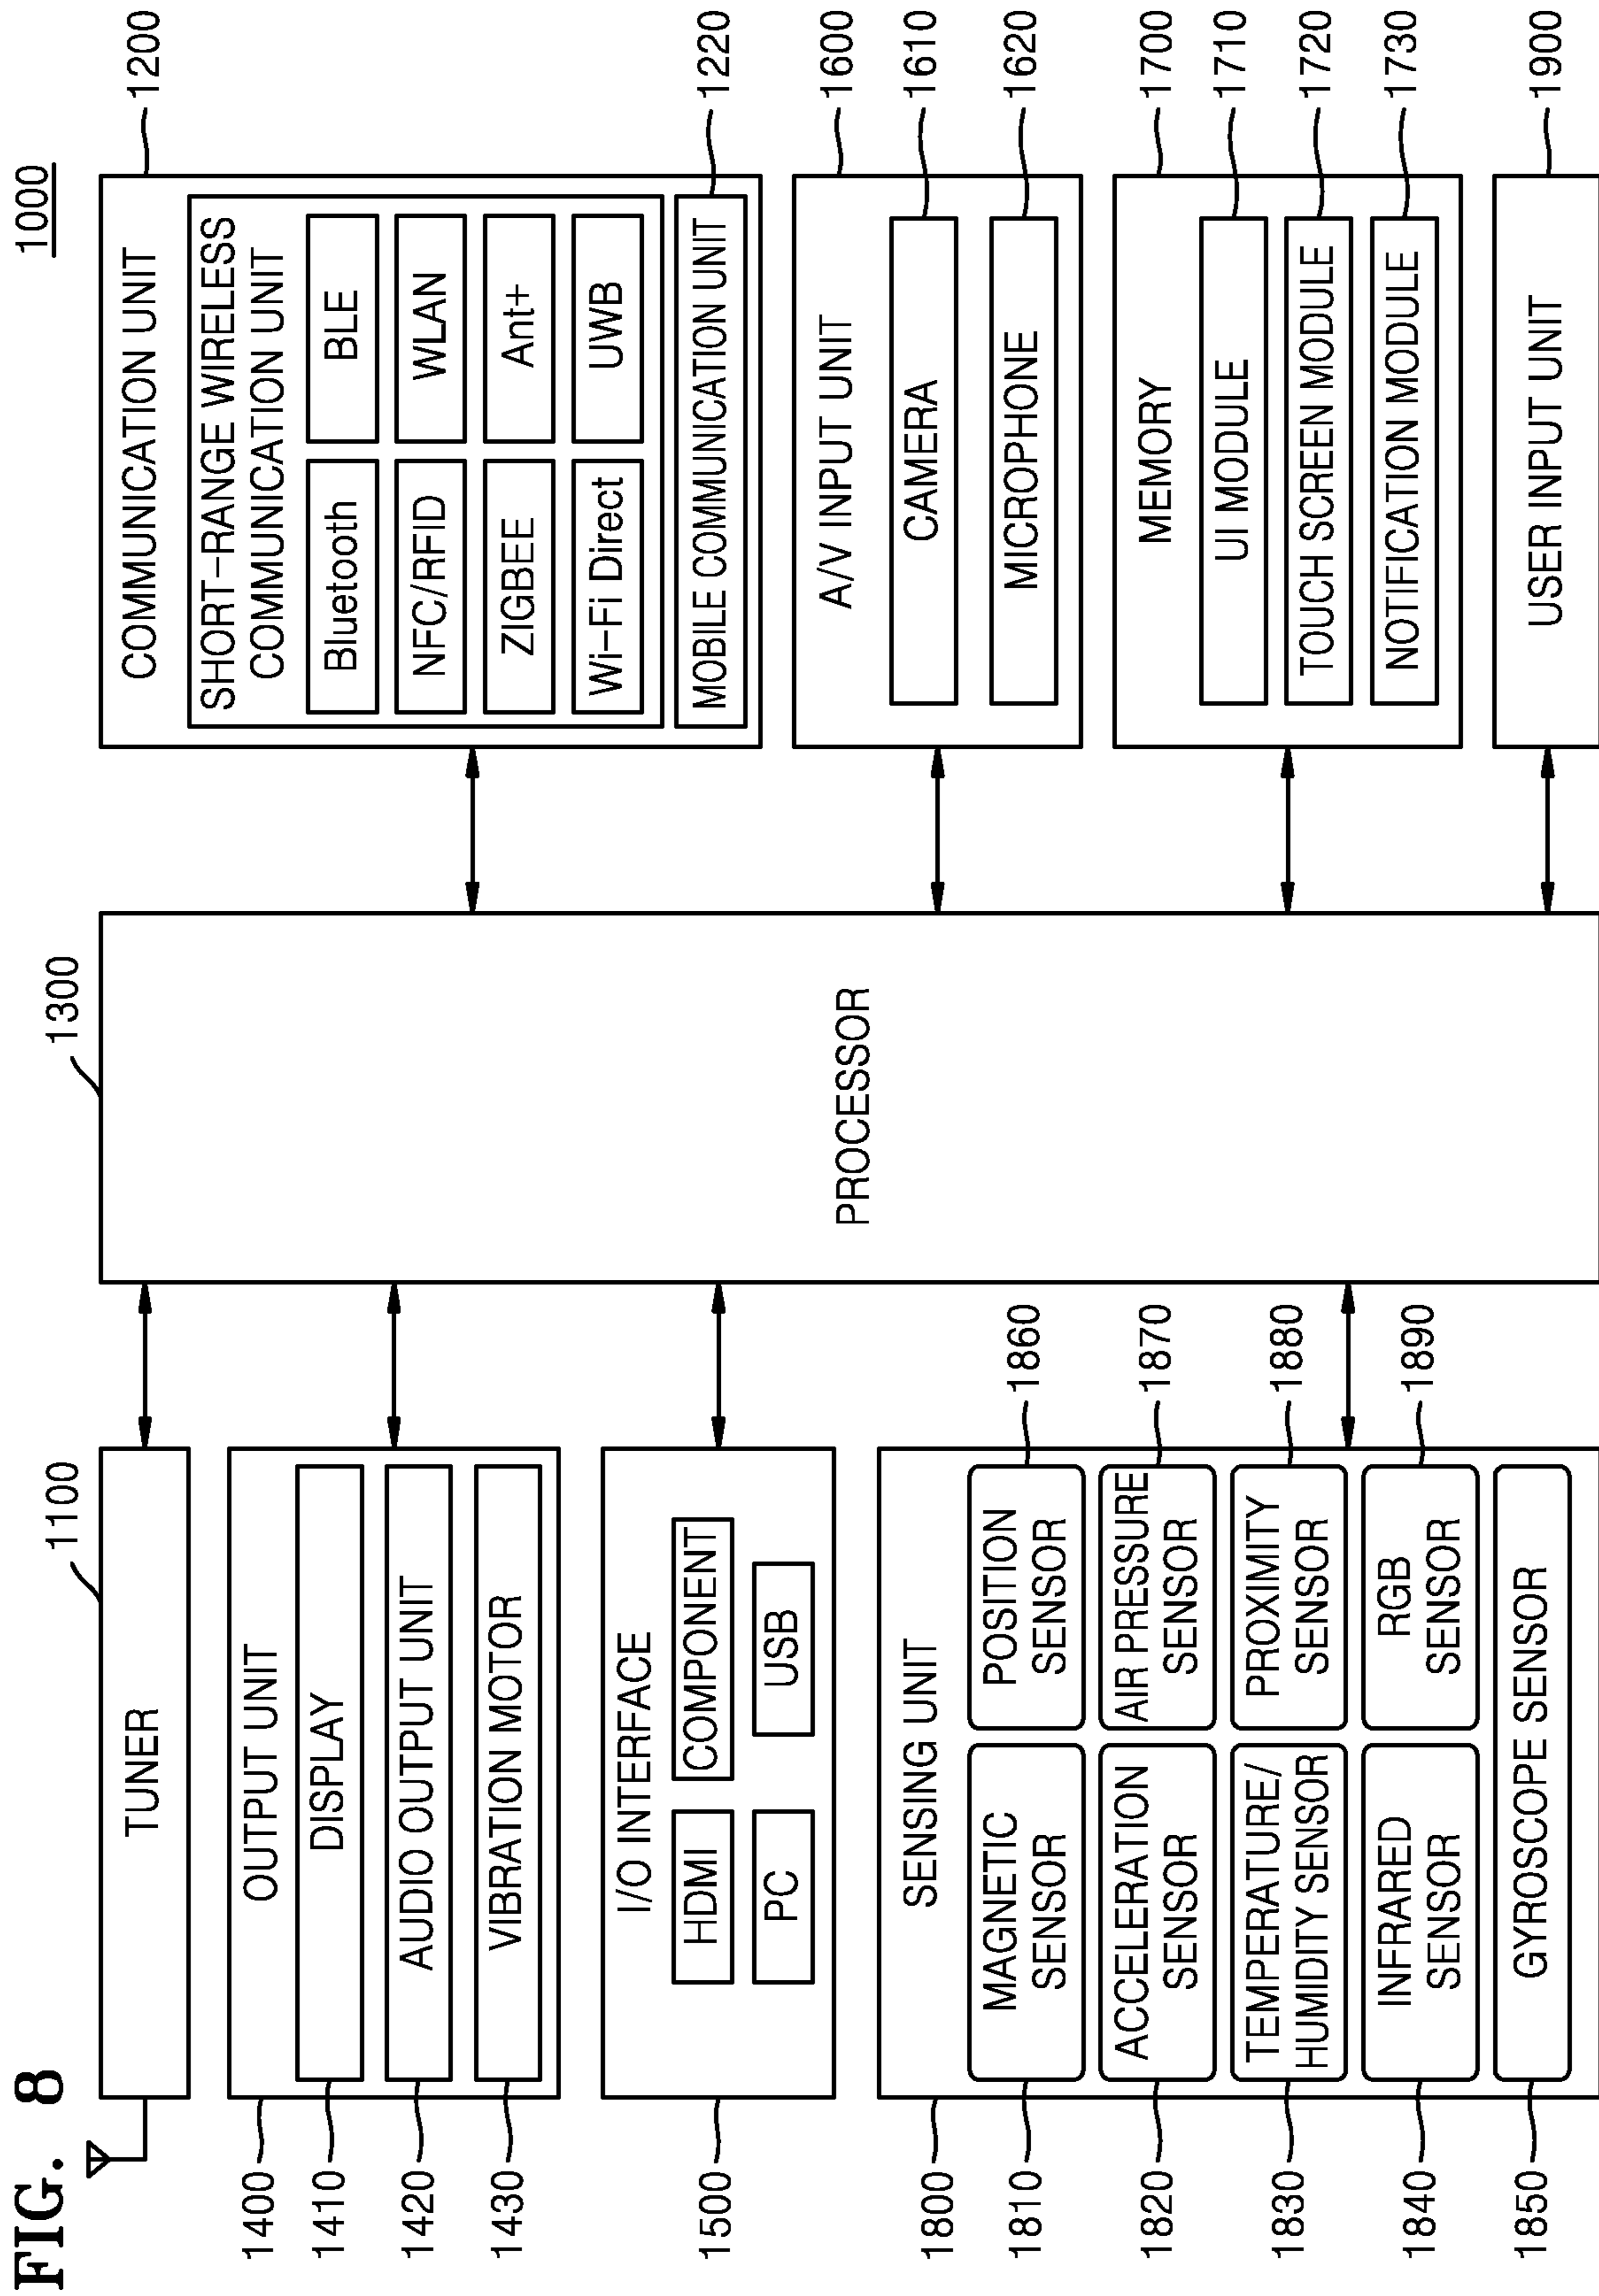 FIG. 8
1000
1100
TUNER
1400
OUTPUT UNIT
1410
DISPLAY
1420
AUDIO OUTPUT UNIT
1430
VIBRATION MOTOR
1500
I/O INTERFACE
HDMI
COMPONENT
PC
USB
1800
SENSING UNIT
1810
MAGNETIC
SENSOR
POSITION
SENSOR
1860
1820
ACCELERATION
SENSOR
AIR PRESSURE
SENSOR
1870
1830
TEMPERATURE/
HUMIDITY SENSOR
PROXIMITY
SENSOR
1880
1840
INFRARED
SENSOR
RGB
SENSOR
1890
1850
GYROSCOPE SENSOR
1300
PROCESSOR
COMMUNICATION UNIT
1200
SHORT-RANGE WIRELESS
COMMUNICATION UNIT
Bluetooth
BLE
NFC/RFID
WLAN
ZIGBEE
Ant+
Wi-Fi Direct
UWB
MOBILE COMMUNICATION UNIT
1220
A/V INPUT UNIT
1600
CAMERA
1610
MICROPHONE
1620
MEMORY
1700
UI MODULE
1710
TOUCH SCREEN MODULE
1720
NOTIFICATION MODULE
1730
USER INPUT UNIT
1900